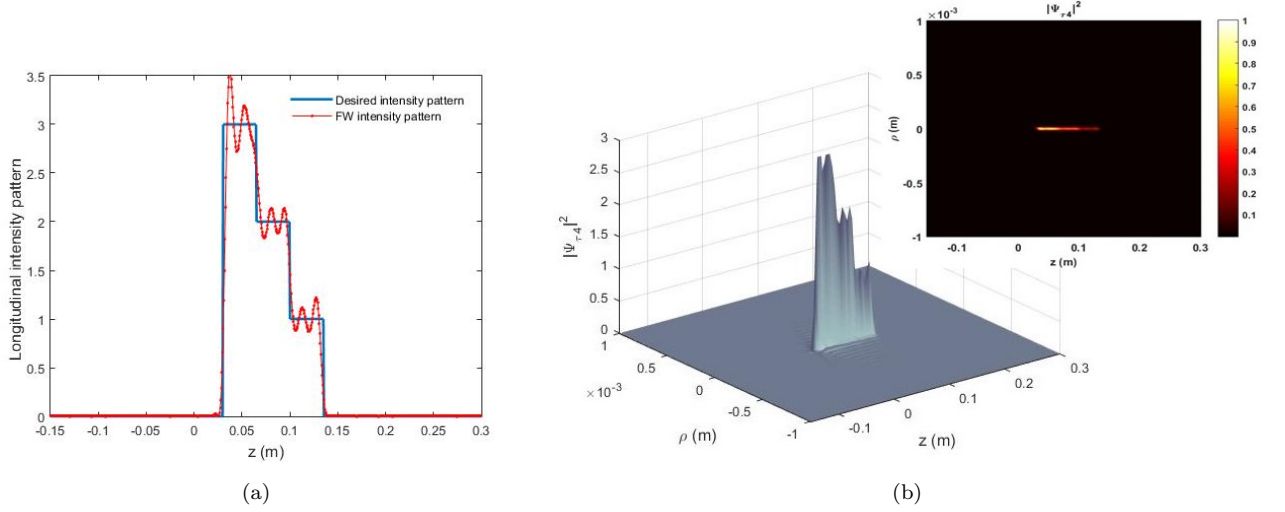 3.5
3
2.5
2
1.5
1
0.5
0
-0.15 -0.1 -0.05 0 0.05 0.1 0.15 0.2 0.25 0.3
Longitudinal intensity pattern
z (m)
Desired intensity pattern
FW intensity pattern
(a)
3
2.5
2
1.5
1
0.5
0
|Ψτ4|²
1
0.5
0
-0.5
-1
×10⁻³
ρ (m)
-0.1 0 0.1 0.2 0.3
z (m)
×10⁻³
|Ψτ4|²
1
0.5
0
-0.5
-1
ρ (m)
-0.1 0 0.1 0.2 0.3
z (m)
1
0.9
0.8
0.7
0.6
0.5
0.4
0.3
0.2
0.1
(b)